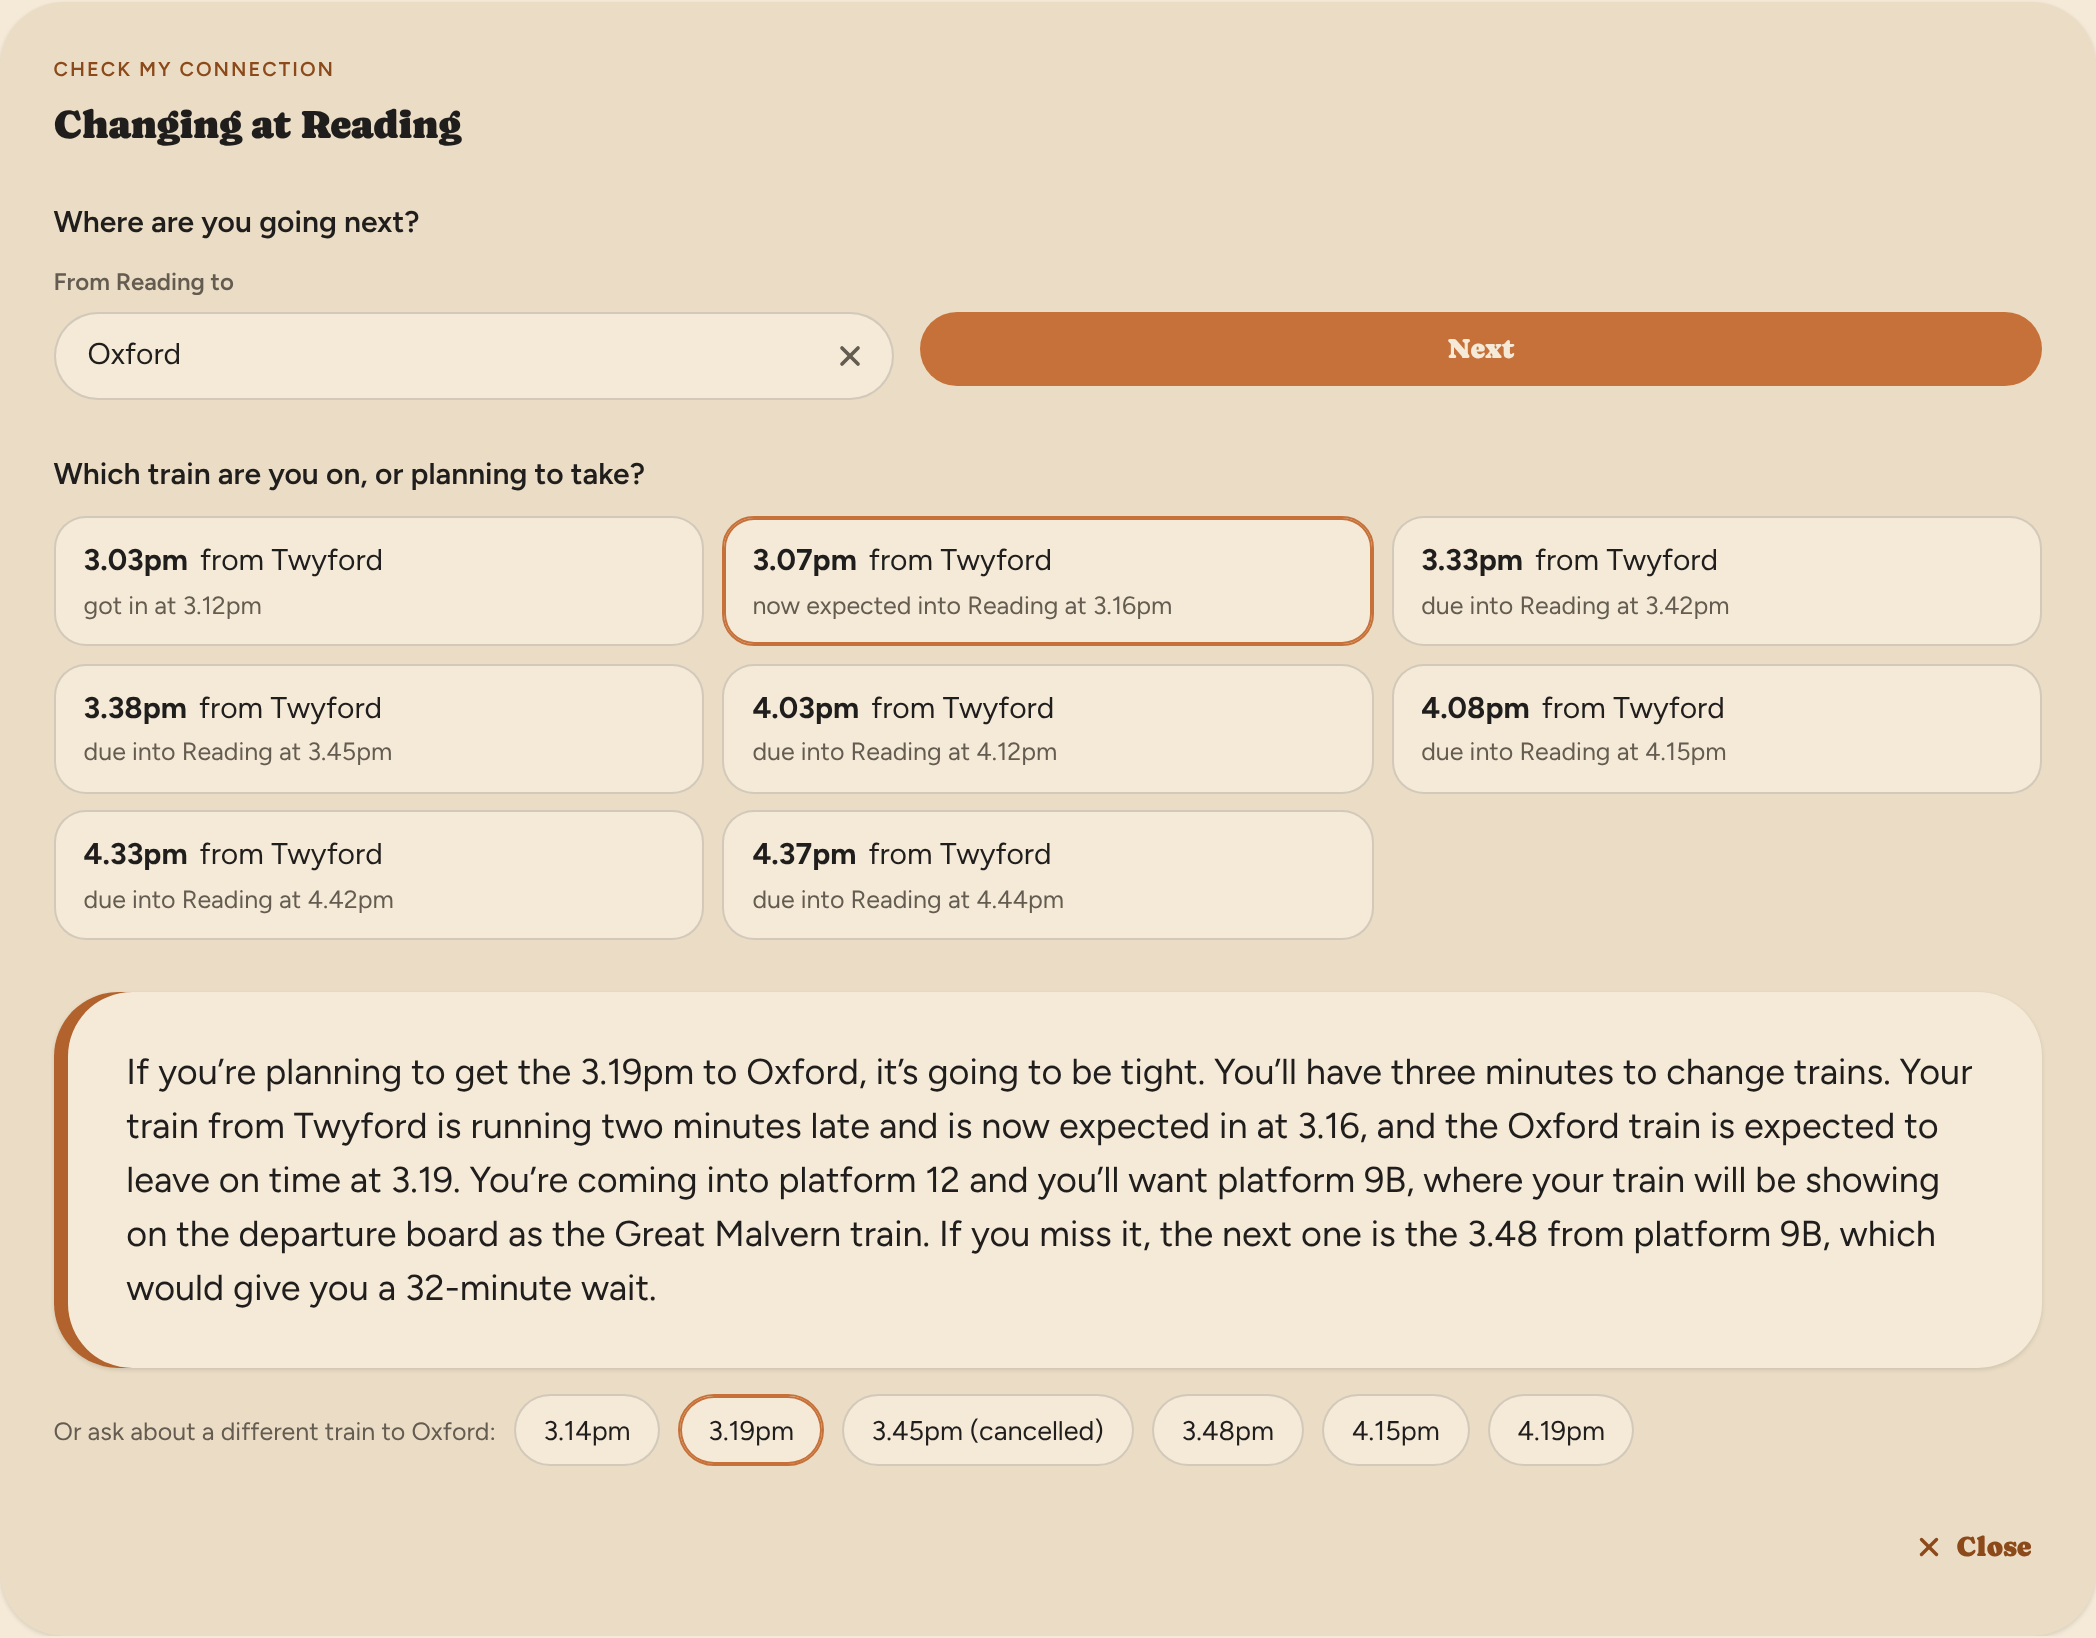 CHECK MY CONNECTION
Changing at Reading
Where are you going next?
From Reading to
Oxford
Next
Which train are you on, or planning to take?
3.03pm from Twyford
got in at 3.12pm
3.07pm from Twyford
now expected into Reading at 3.16pm
3.33pm from Twyford
due into Reading at 3.42pm
3.38pm from Twyford
due into Reading at 3.45pm
4.03pm from Twyford
due into Reading at 4.12pm
4.08pm from Twyford
due into Reading at 4.15pm
4.33pm from Twyford
due into Reading at 4.42pm
4.37pm from Twyford
due into Reading at 4.44pm
If you’re planning to get the 3.19pm to Oxford, it’s going to be tight. You’ll have three minutes to change trains. Your
train from Twyford is running two minutes late and is now expected in at 3.16, and the Oxford train is expected to
leave on time at 3.19. You’re coming into platform 12 and you’ll want platform 9B, where your train will be showing
on the departure board as the Great Malvern train. If you miss it, the next one is the 3.48 from platform 9B, which
would give you a 32-minute wait.
Or ask about a different train to Oxford: 3.14pm 3.19pm 3.45pm (cancelled) 3.48pm 4.15pm 4.19pm
Close